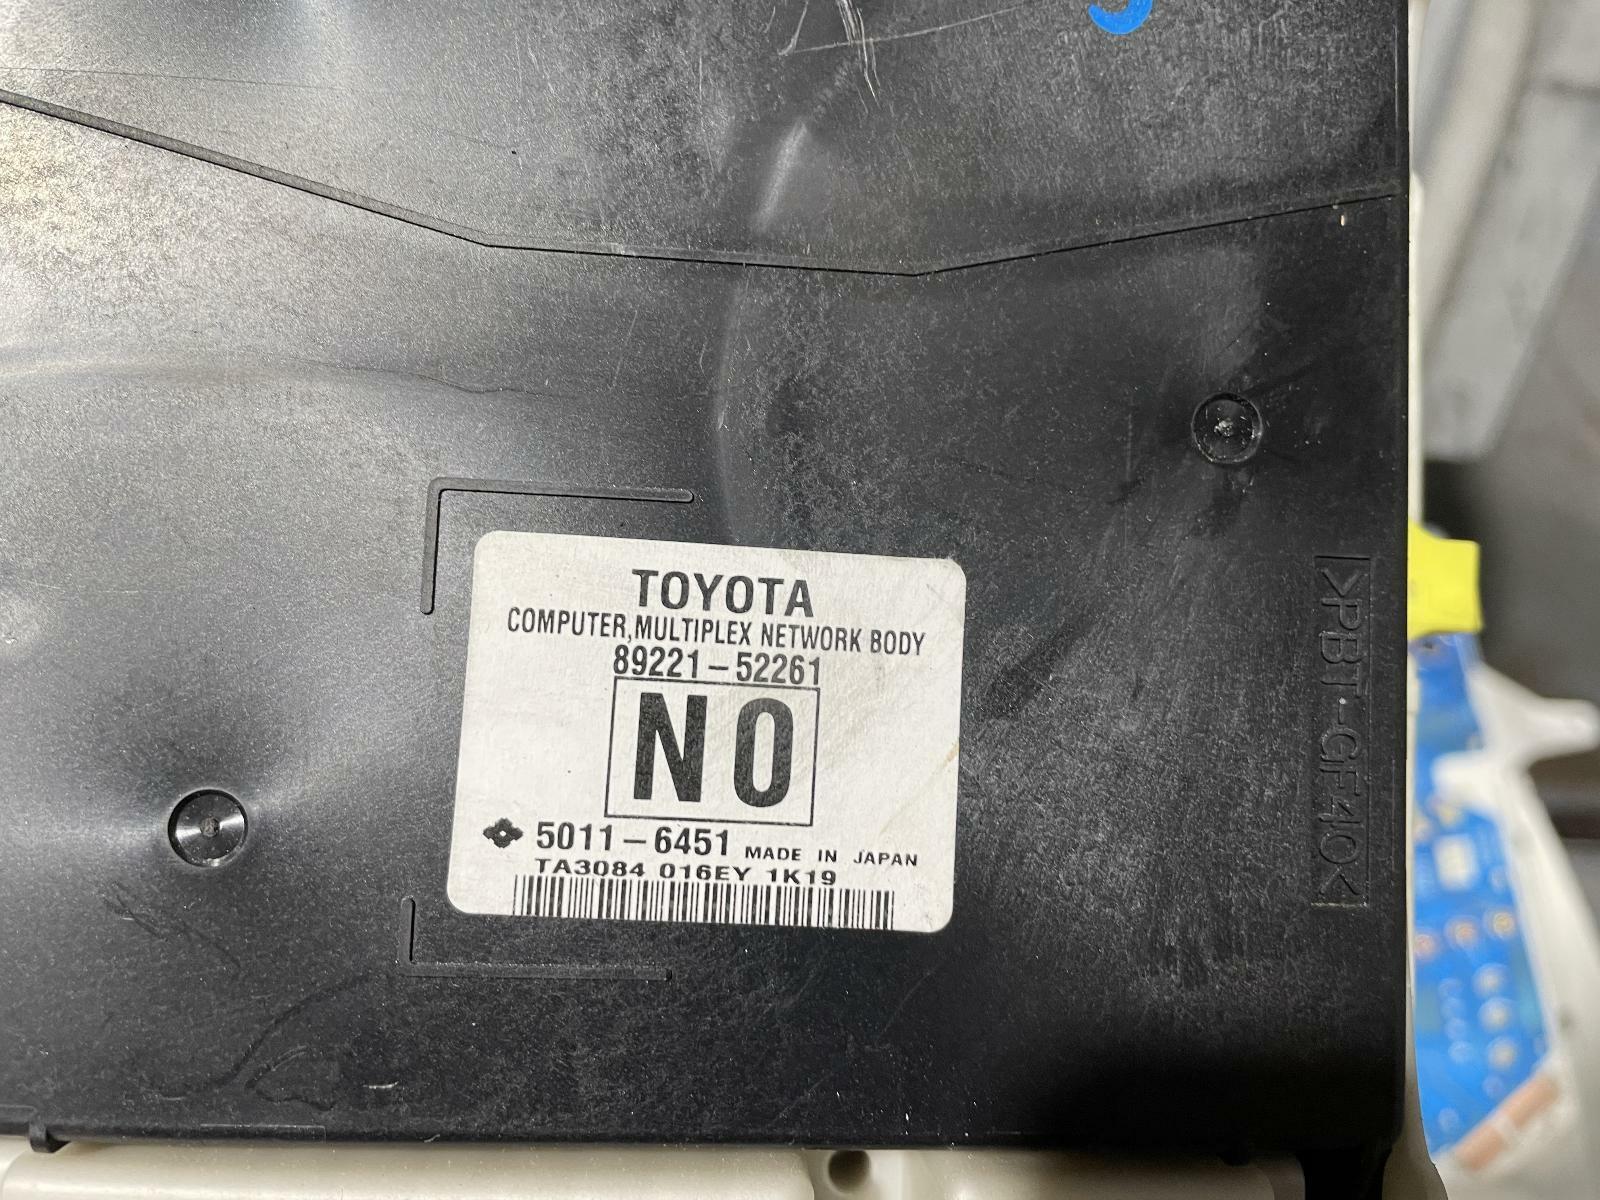 TOYOTA
COMPUTER,MULTIPLEX NETWORK BODY
89221-52261
N0
5011-6451 MADE IN JAPAN
TA3084 016EY 1K19
>PBT-GF40<